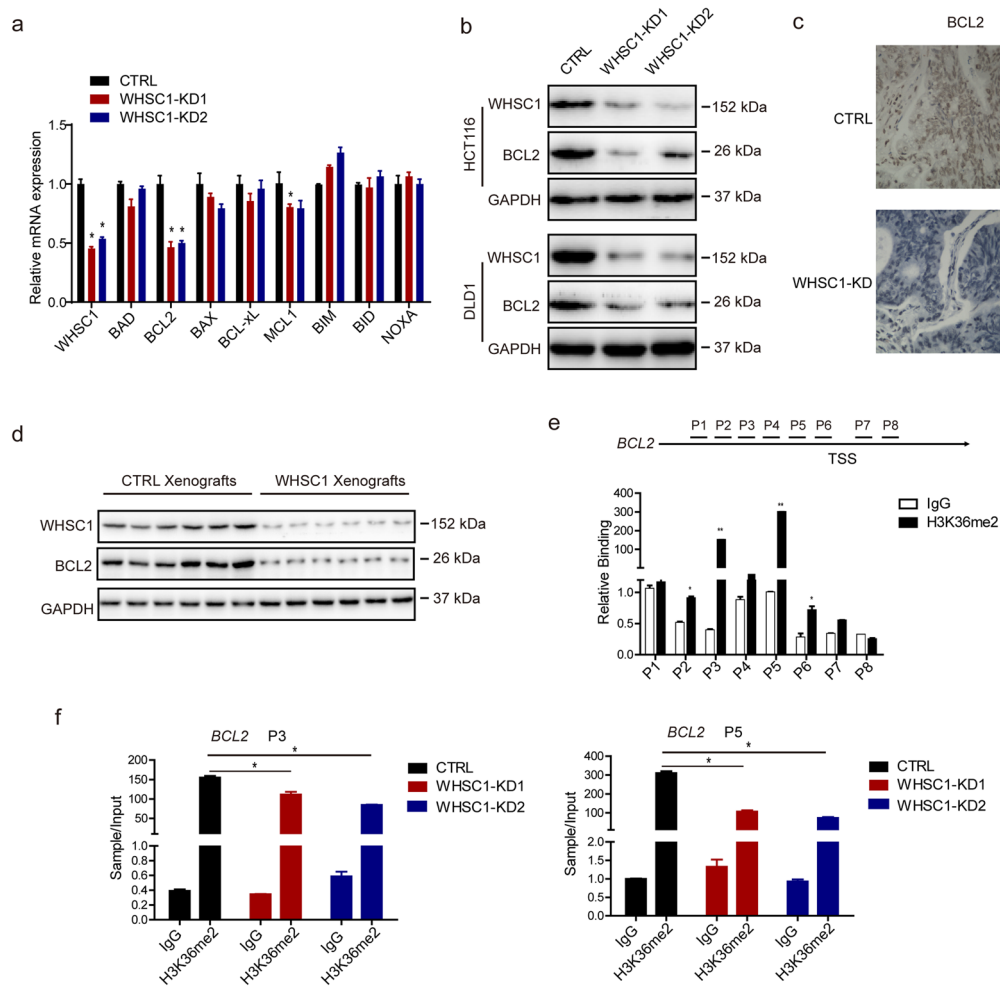 a
CTRL
WHSC1-KD1
WHSC1-KD2
Relative mRNA expression
1.5
1.0
0.5
0.0
* * * * *
WHSC1 BAD BCL2 BAX BCL-xL MCL1 BIM BID NOXA
b
CTRL WHSC1-KD1 WHSC1-KD2
HCT116
WHSC1 152 kDa
BCL2 26 kDa
GAPDH 37 kDa
DLD1
WHSC1 152 kDa
BCL2 26 kDa
GAPDH 37 kDa
c
BCL2
CTRL
WHSC1-KD
d
CTRL Xenografts WHSC1 Xenografts
WHSC1 152 kDa
BCL2 26 kDa
GAPDH 37 kDa
e
P1 P2 P3 P4 P5 P6 P7 P8
BCL2
TSS
IgG
H3K36me2
Relative Binding
400
300
200
100
1.0
0.5
0.0
* ** ** *
P1 P2 P3 P4 P5 P6 P7 P8
f
BCL2 P3
* *
CTRL
WHSC1-KD1
WHSC1-KD2
Sample/Input
200
150
100
50
1.0
0.8
0.6
0.4
0.2
0.0
IgG H3K36me2 IgG H3K36me2 IgG H3K36me2
BCL2 P5
* *
CTRL
WHSC1-KD1
WHSC1-KD2
Sample/Input
400
300
200
100
2.0
1.5
1.0
0.5
0.0
IgG H3K36me2 IgG H3K36me2 IgG H3K36me2